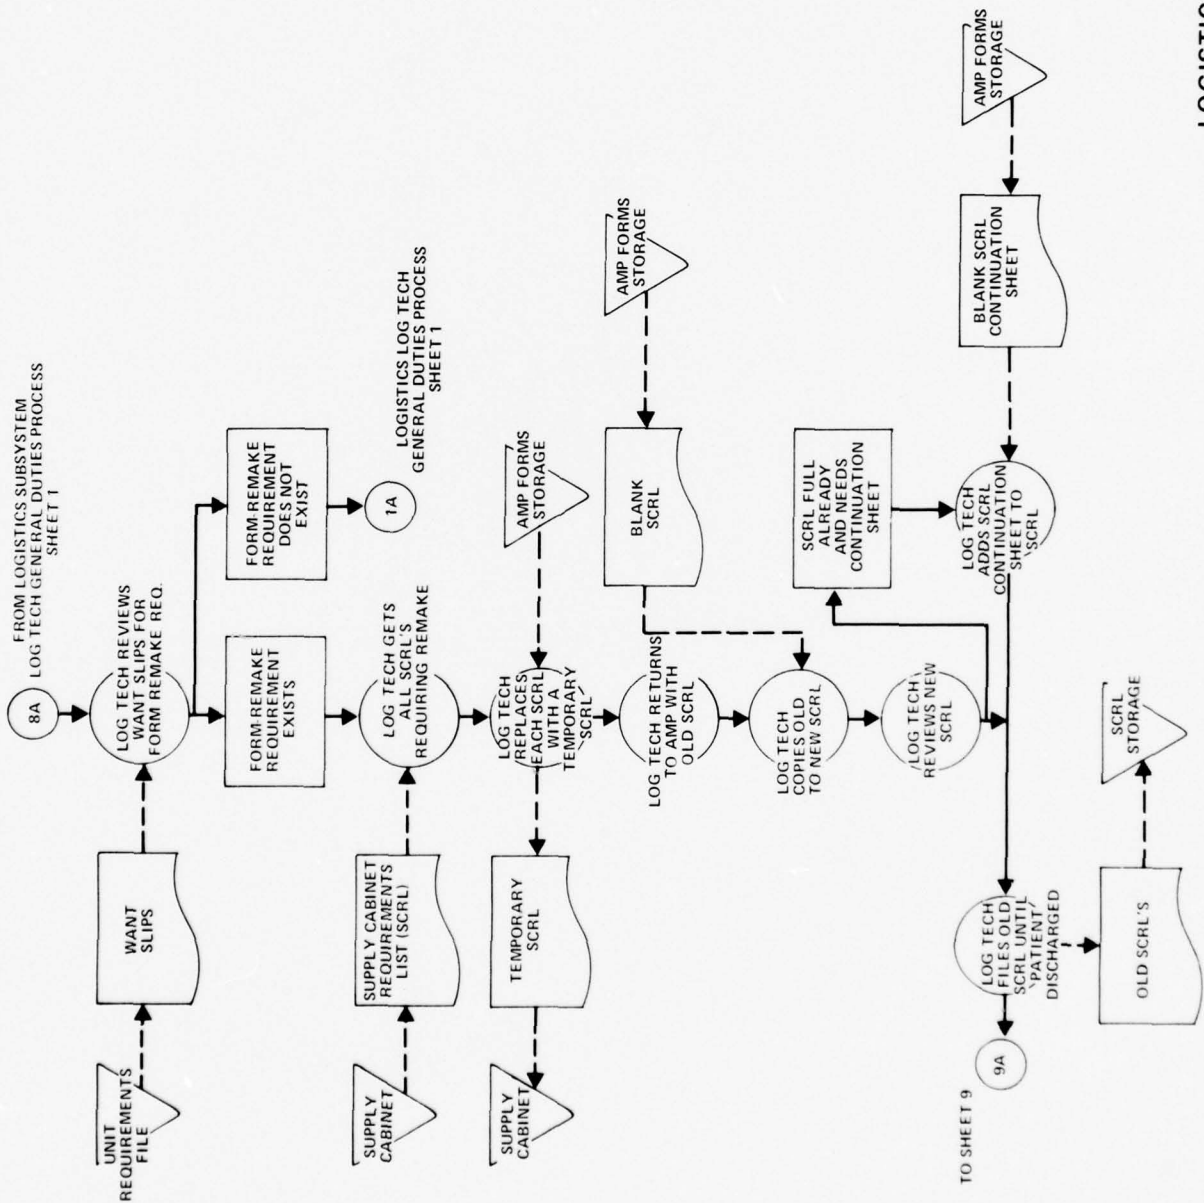 FROM LOGISTICS SUBSYSTEM
LOG TECH GENERAL DUTIES PROCESS
SHEET 1
8A
UNIT
REQUIREMENTS
FILE
WANT
SLIPS
LOG TECH REVIEWS
WANT SLIPS FOR
FORM REMAKE REQ.
FORM-REMAKE
REQUIREMENT
EXISTS
FORM-REMAKE
REQUIREMENT
DOES NOT
EXIST
1A
LOGISTICS LOG TECH
GENERAL DUTIES PROCESS
SHEET 1
SUPPLY
CABINET
SUPPLY CABINET
REQUIREMENTS
LIST (SCRL)
LOG TECH GETS
ALL SCRL'S
REQUIRING REMAKE
SUPPLY
CABINET
TEMPORARY
SCRL
LOG TECH
REPLACES
EACH SCRL
WITH A
TEMPORARY
SCRL
AMP FORMS
STORAGE
LOG TECH RETURNS
TO AMP WITH
OLD SCRL
BLANK
SCRL
AMP FORMS
STORAGE
LOG TECH
COPIES OLD
TO NEW SCRL
LOG TECH
REVIEWS NEW
SCRL
SCRL FULL
ALREADY
AND NEEDS
CONTINUATION
SHEET
LOG TECH
ADDS SCRL
CONTINUATION
SHEET TO
SCRL
BLANK SCRL
CONTINUATION
SHEET
AMP FORMS
STORAGE
TO SHEET 9
9A
LOG TECH
FILES OLD
SCRL UNTIL
PATIENT
DISCHARGED
OLD SCRL'S
SCRL
STORAGE